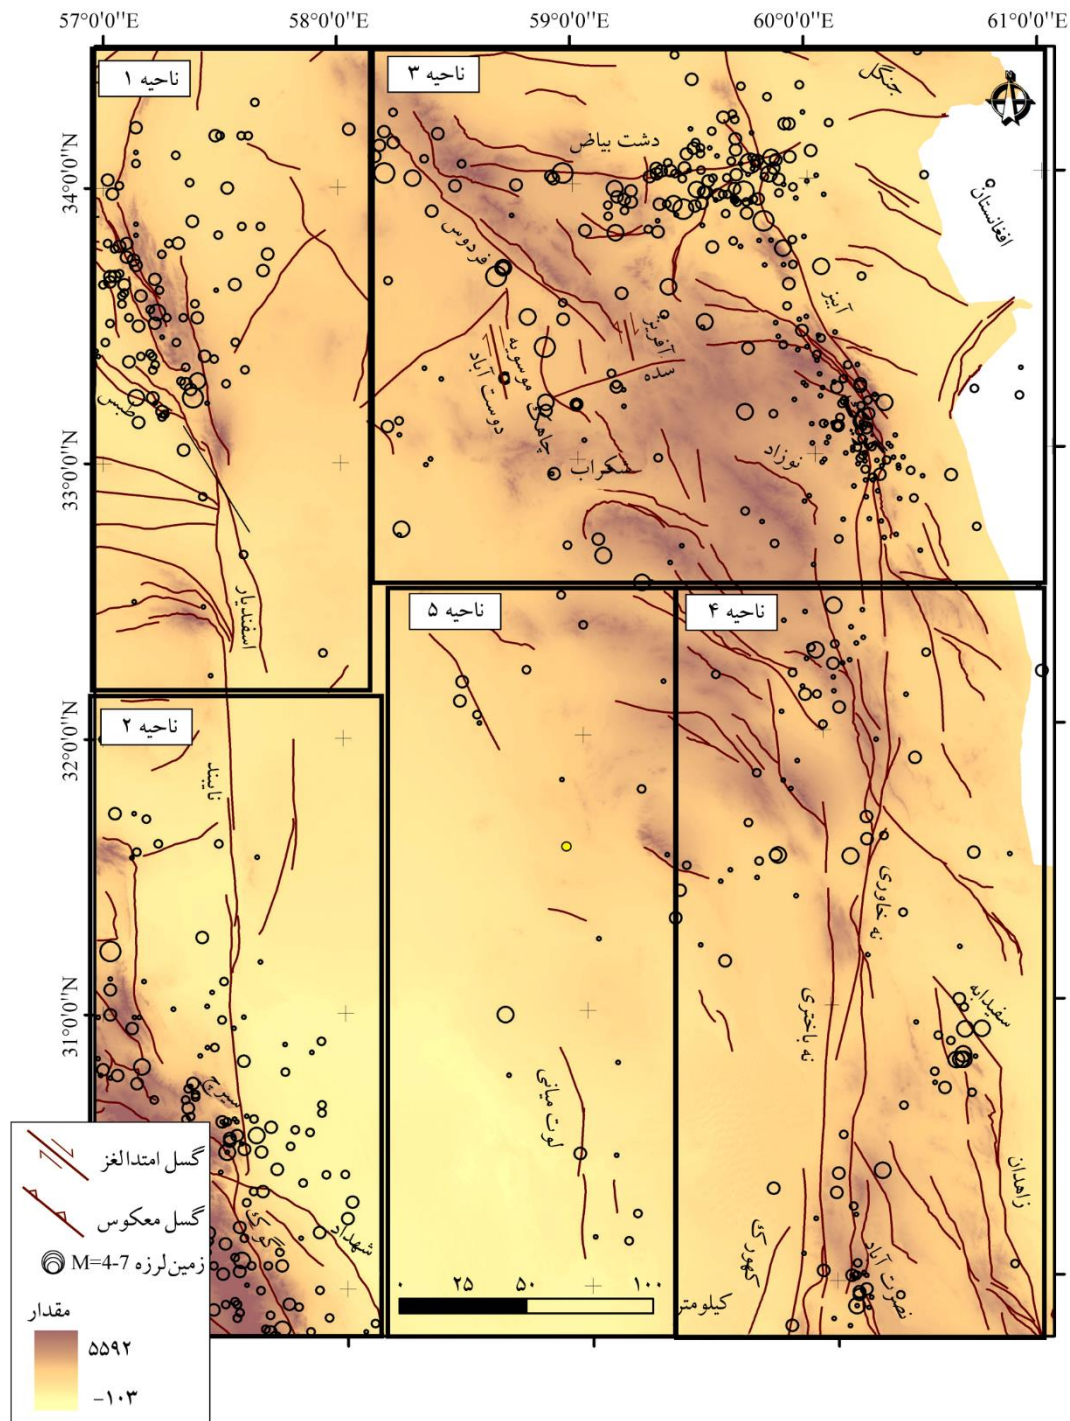 57°0'0"E
58°0'0"E
59°0'0"E
60°0'0"E
61°0'0"E
34°0'0"N
33°0'0"N
32°0'0"N
31°0'0"N
ناحیه ۱
ناحیه ۳
جنگل
دشت بیاض
افغانستان
فردوس
آبیز
آفریز
سده
موسویه
دوست آباد
چاهک
طبس
نوزاد
شکراب
اسفندیار
ناحیه ۵
ناحیه ۴
ناحیه ۲
نایبند
نه خاوری
نه باختری
سفیدابه
سیرچ
لوت میانی
زاهدان
گوک
شهداد
کهورک
نصرت آباد
گسل امتدادلغز
گسل معکوس
زمین‌لرزه M=4-7
مقدار
۵۵۹۲
-۱۰۳
۰ ۲۵ ۵۰ ۱۰۰
کیلومتر